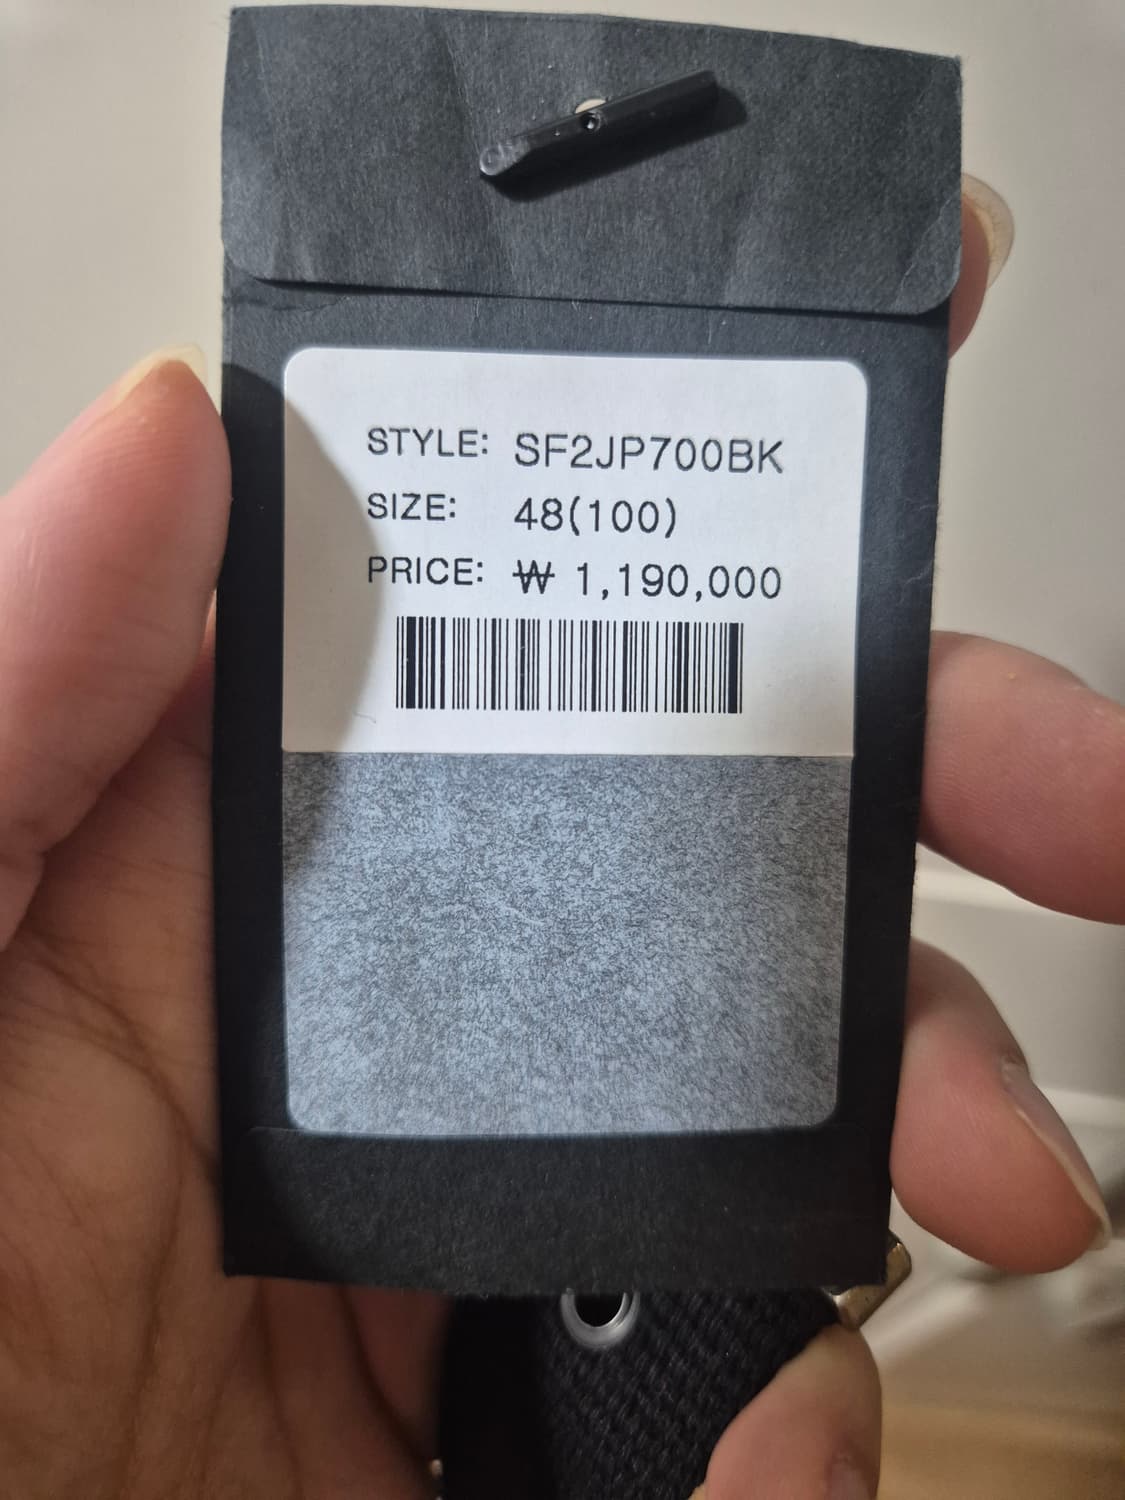 STYLE: SF2JP700BK
SIZE: 48(100)
PRICE: ₩ 1,190,000